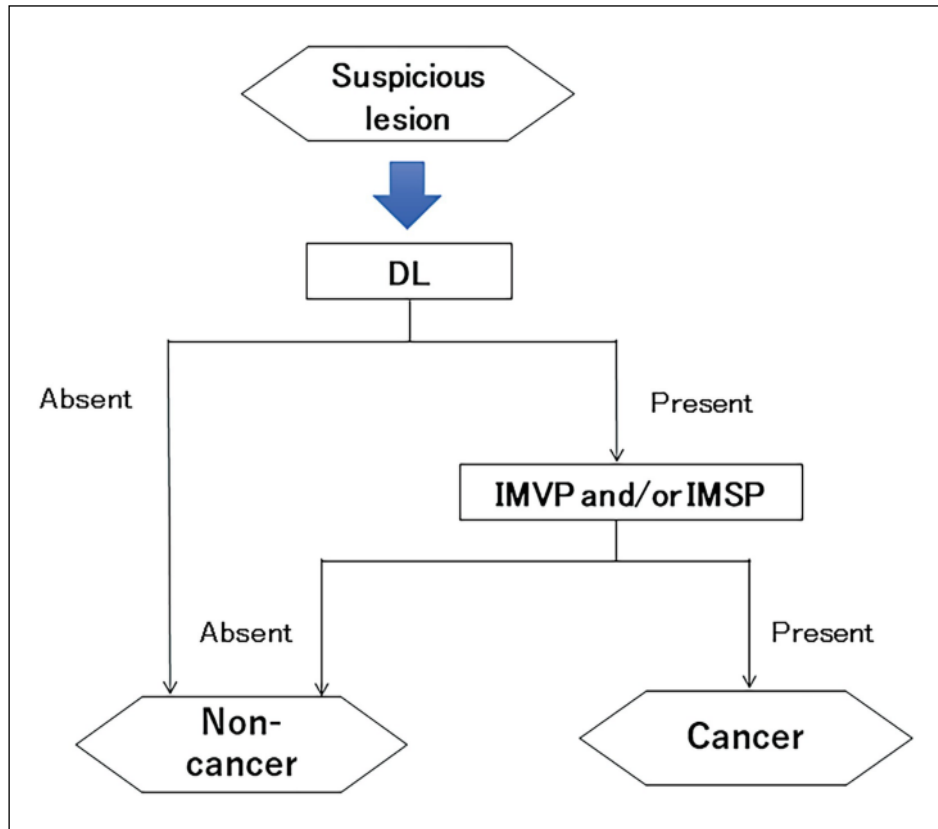 Suspicious
lesion
DL
Absent
Present
IMVP and/or IMSP
Absent
Present
Non-
cancer
Cancer